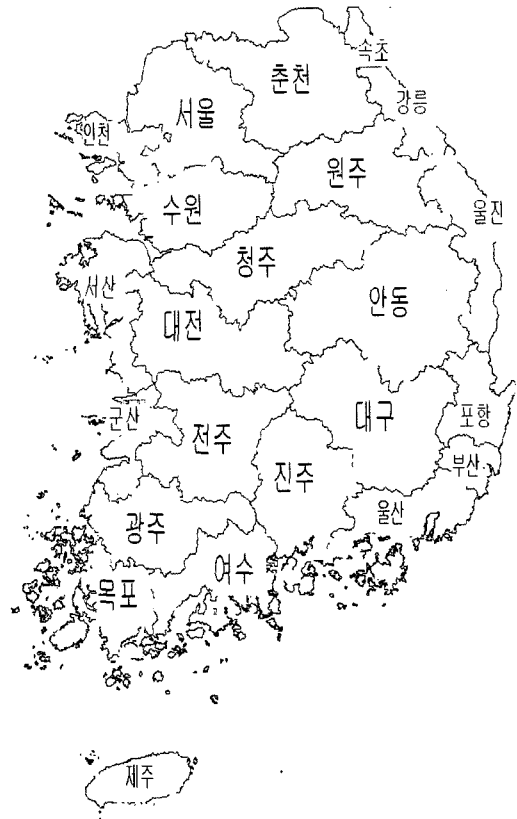 속초
춘천
강릉
서울
인천
원주
수원
울진
청주
서산
안동
대전
군산
대구
포항
전주
부산
진주
울산
광주
여수
목포
제주